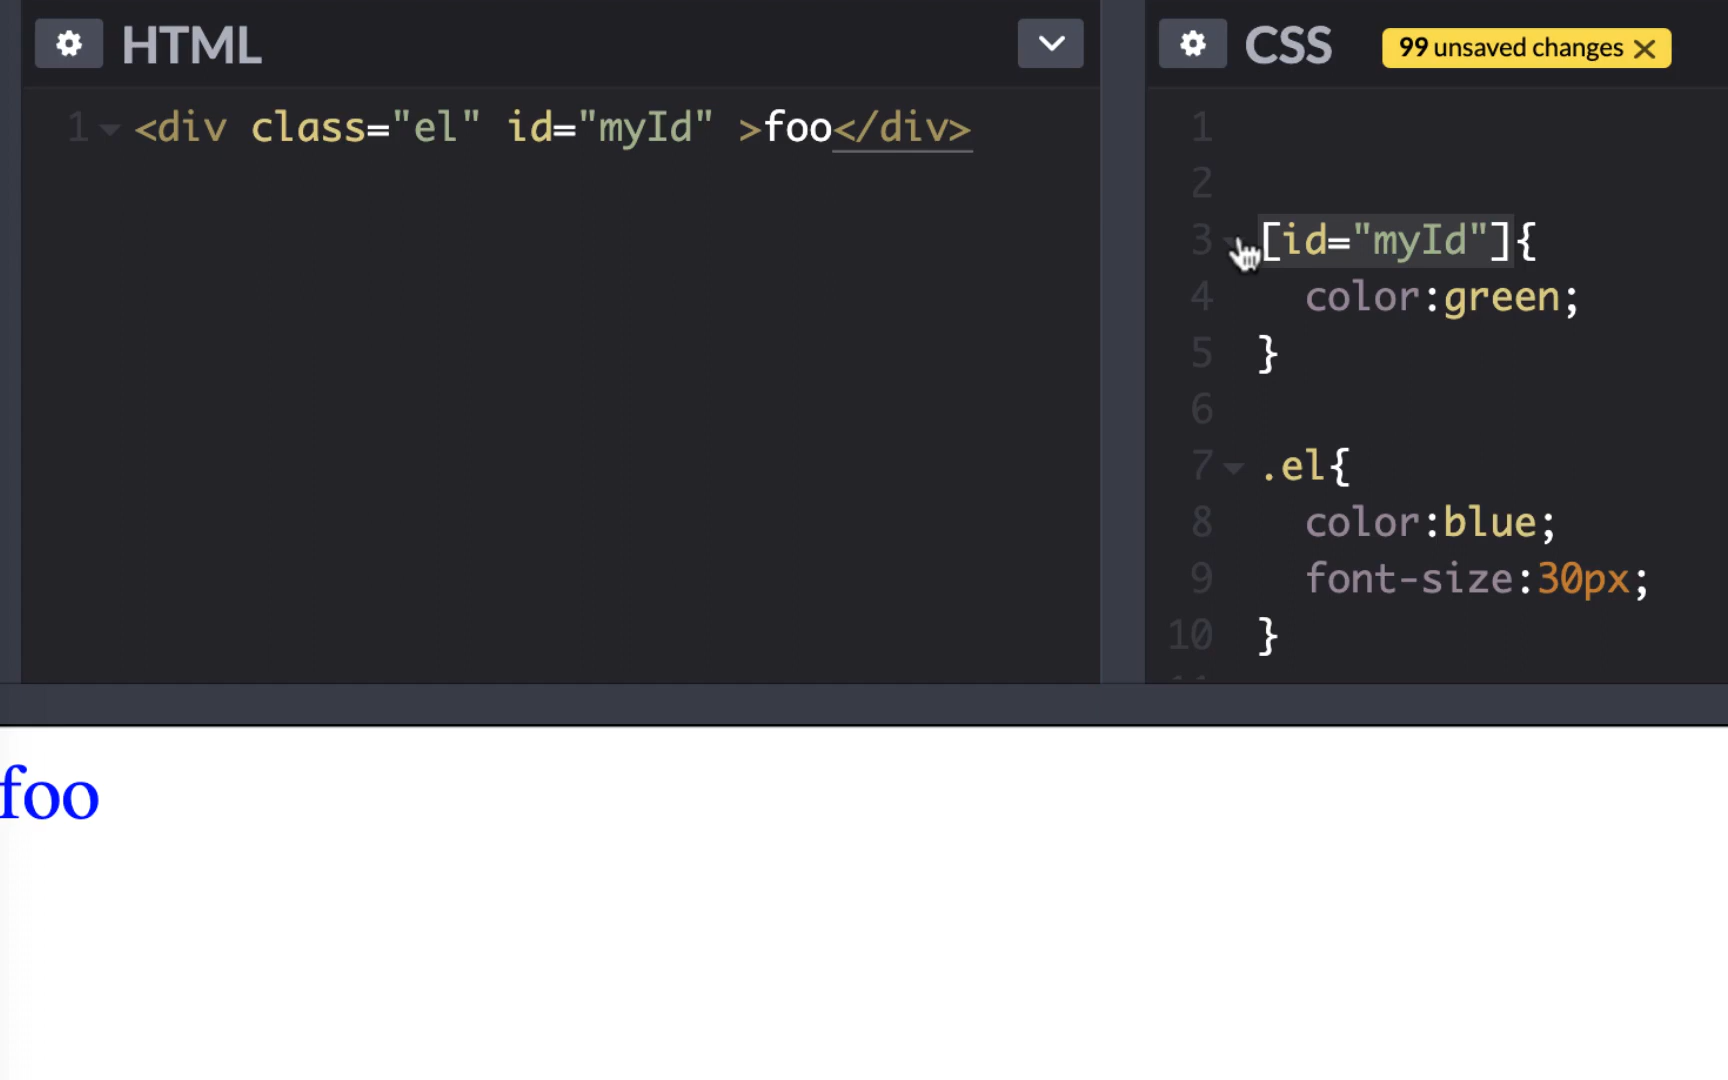 HTML
1 <div class="el" id="myId" >foo</div>
CSS
99 unsaved changes ×
1
2
3 [id="myId"]{
4 color:green;
5 }
6
7 .el{
8 color:blue;
9 font-size:30px;
10 }
foo